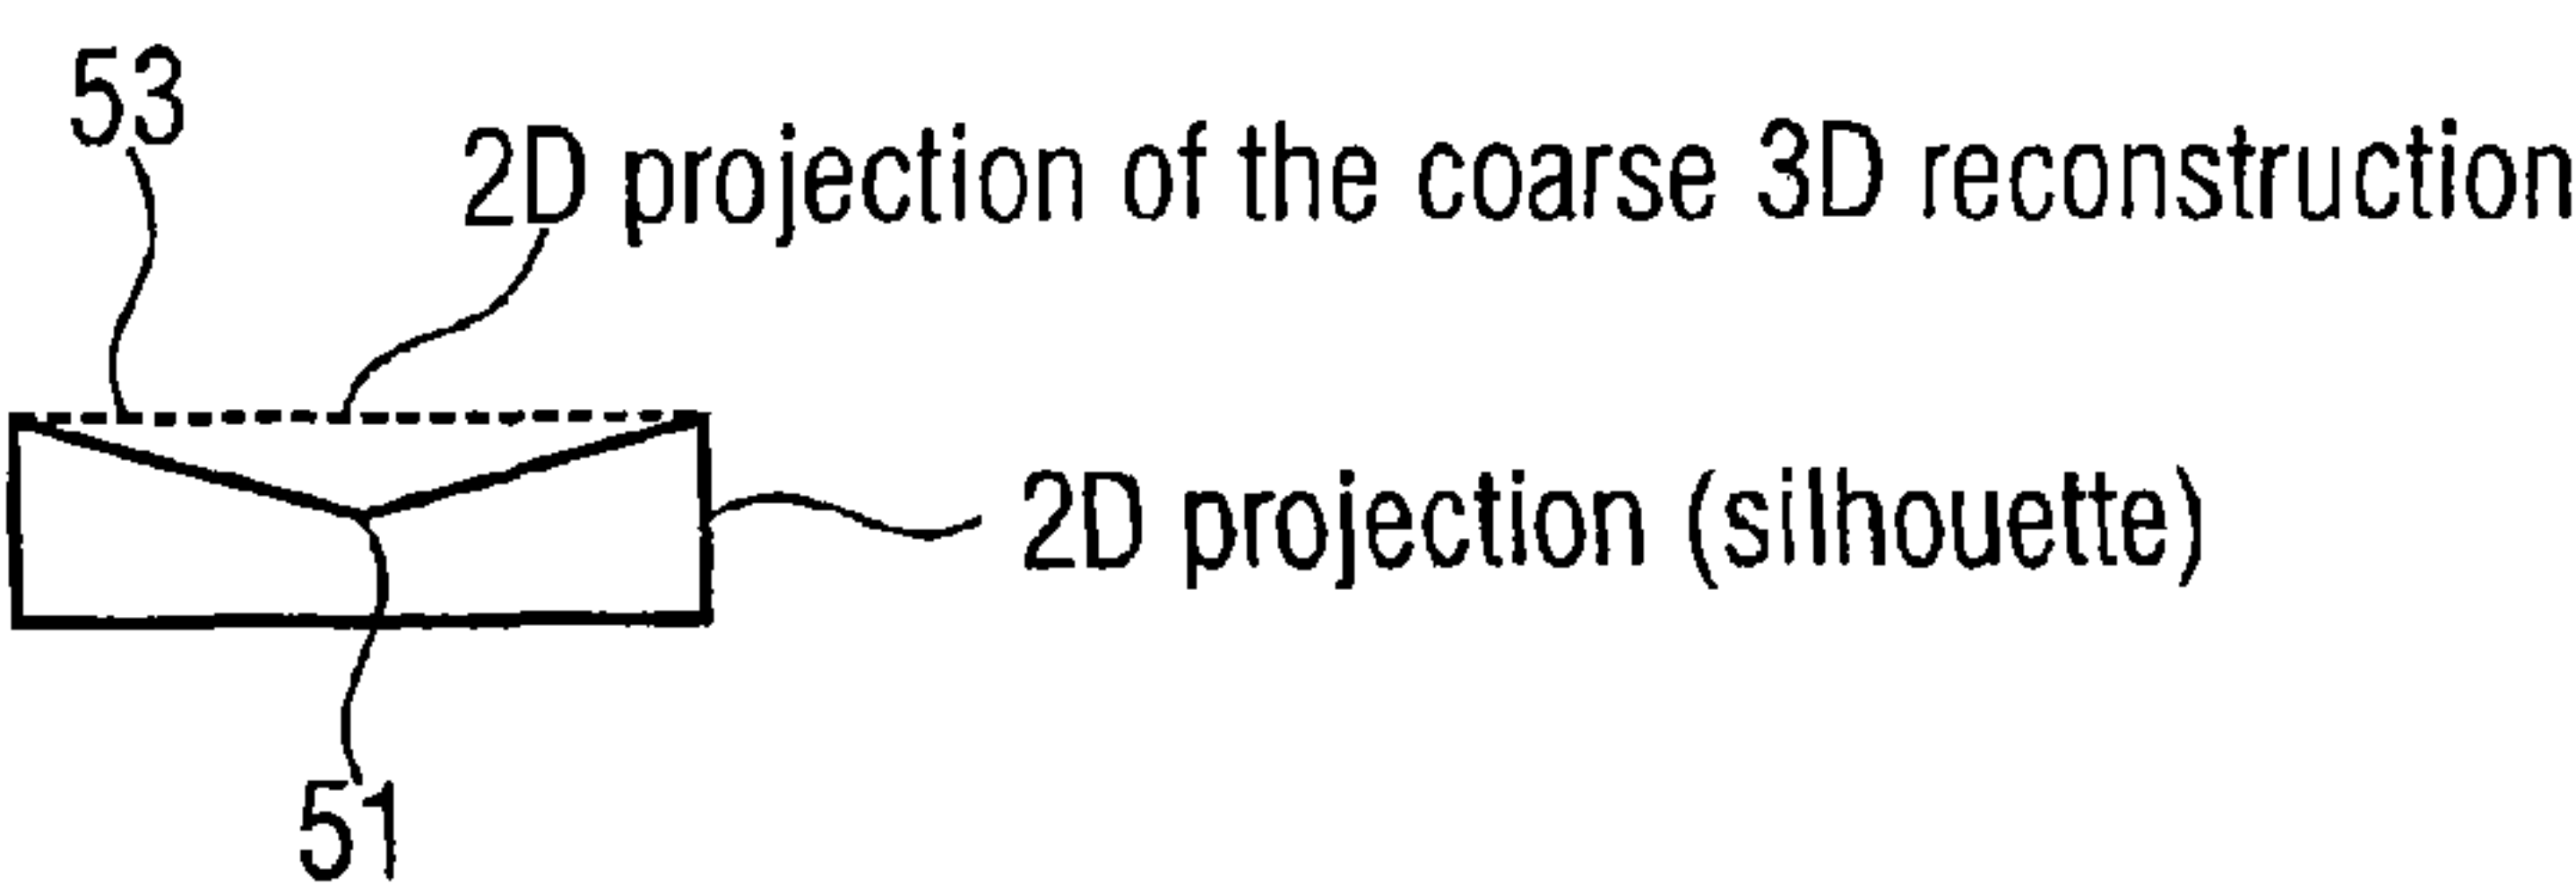 53
2D projection of the coarse 3D reconstruction
2D projection (silhouette)
51